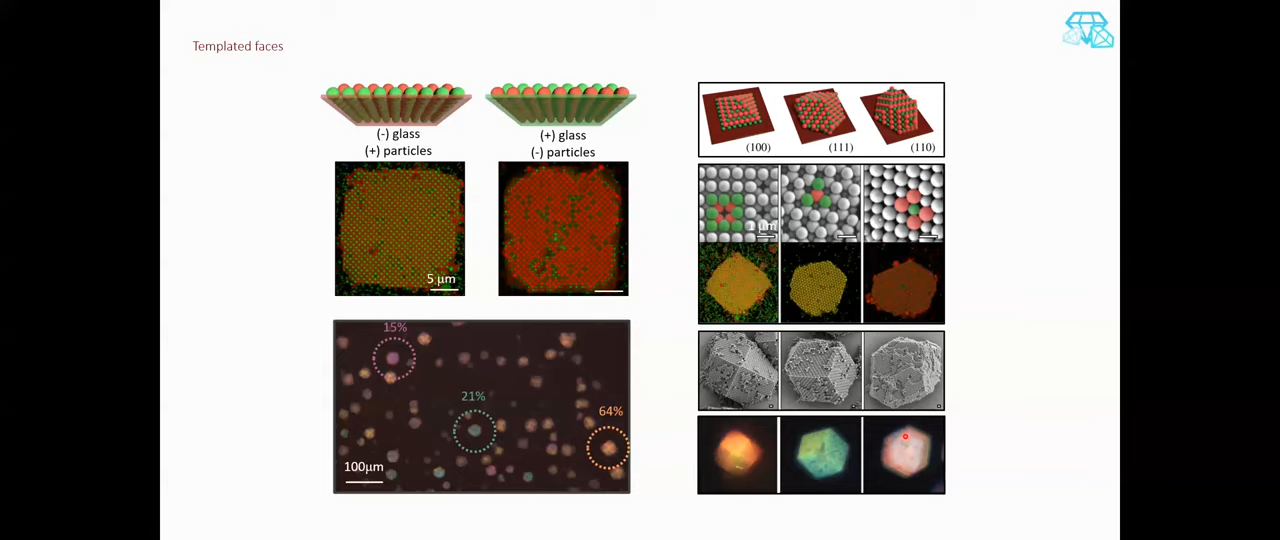 Templated faces
(-) glass
(+) particles
(+) glass
(-) particles
5 μm
15%
21%
64%
100μm
(100)
(111)
(110)
1 μm